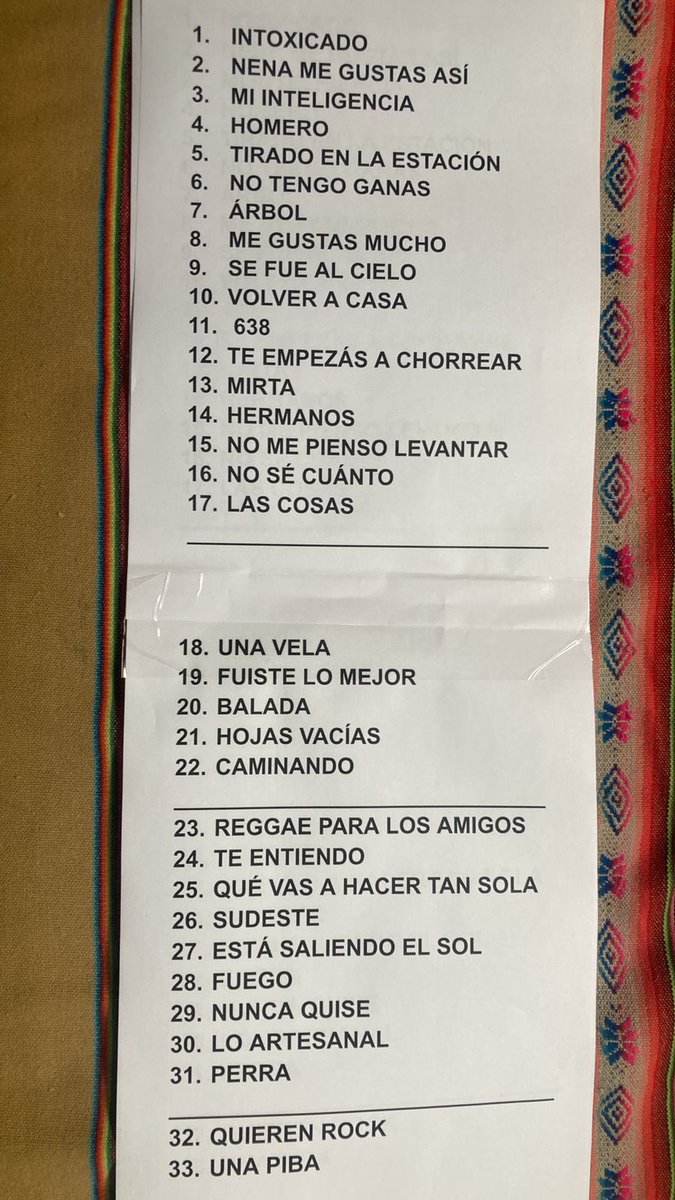 1. INTOXICADO
2. NENA ME GUSTAS ASÍ
3. MI INTELIGENCIA
4. HOMERO
5. TIRADO EN LA ESTACIÓN
6. NO TENGO GANAS
7. ÁRBOL
8. ME GUSTAS MUCHO
9. SE FUE AL CIELO
10. VOLVER A CASA
11. 638
12. TE EMPEZÁS A CHORREAR
13. MIRTA
14. HERMANOS
15. NO ME PIENSO LEVANTAR
16. NO SÉ CUÁNTO
17. LAS COSAS
18. UNA VELA
19. FUISTE LO MEJOR
20. BALADA
21. HOJAS VACÍAS
22. CAMINANDO
23. REGGAE PARA LOS AMIGOS
24. TE ENTIENDO
25. QUÉ VAS A HACER TAN SOLA
26. SUDESTE
27. ESTÁ SALIENDO EL SOL
28. FUEGO
29. NUNCA QUISE
30. LO ARTESANAL
31. PERRA
32. QUIEREN ROCK
33. UNA PIBA